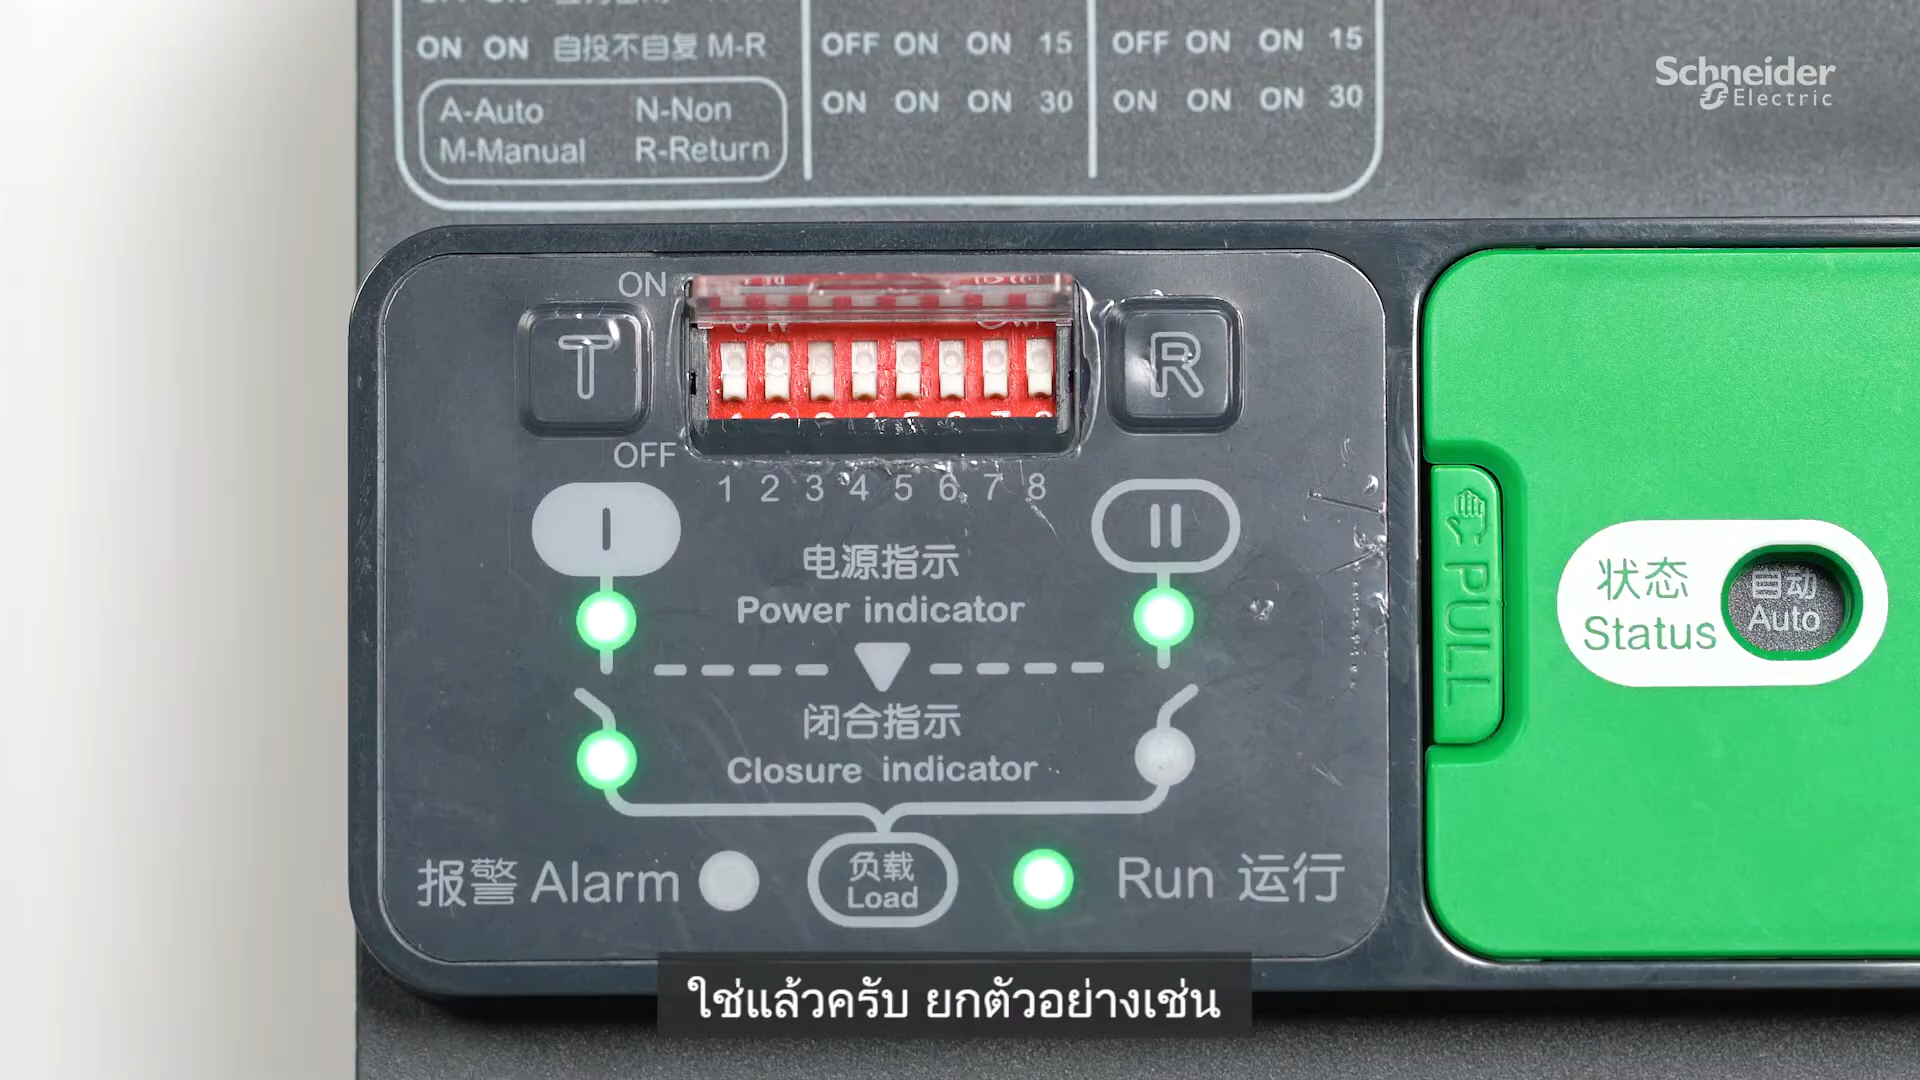 ON ON 自投不自复 M-R
A-Auto N-Non
M-Manual R-Return
OFF ON ON 15
ON ON ON 30
OFF ON ON 15
ON ON ON 30
Schneider
Electric
ON
T
R
OFF
1 2 3 4 5 6 7 8
I
II
电源指示
Power indicator
闭合指示
Closure indicator
报警 Alarm
负载
Load
Run 运行
PULL
状态
Status
自动
Auto
ใช่แล้วครับ ยกตัวอย่างเช่น